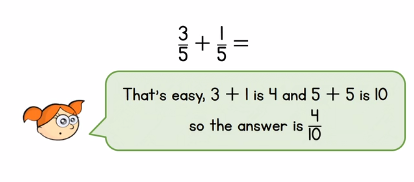 3/5 + 1/5 =
That's easy, 3 + 1 is 4 and 5 + 5 is 10
so the answer is 4/10